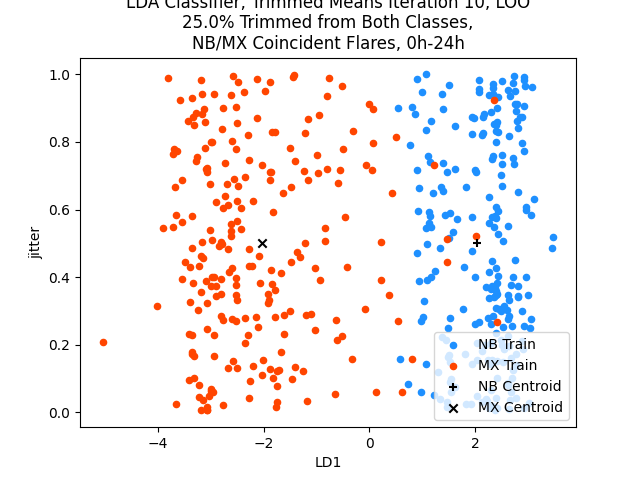 LDA Classifier, Trimmed Means Iteration 10, LOO
25.0% Trimmed from Both Classes,
NB/MX Coincident Flares, 0h-24h
1.0
0.8
0.6
0.4
0.2
0.0
jitter
−4
−2
0
2
LD1
NB Train
MX Train
NB Centroid
MX Centroid